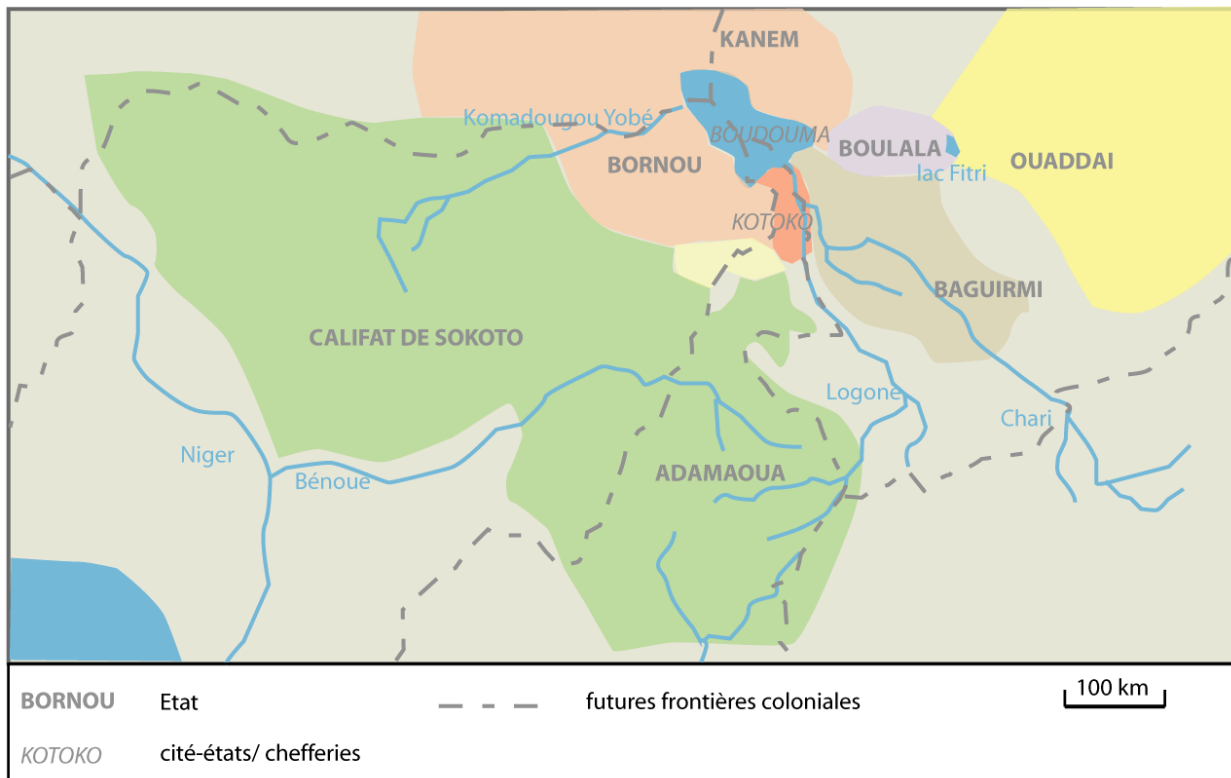 KANEM
Komadougou Yobé
BOUDOUMA
BOULALA
BORNOU
OUADDAI
lac Fitri
KOTOKO
BAGUIRMI
CALIFAT DE SOKOTO
Logone
Chari
Niger
ADAMAOUA
Bénoue
BORNOU Etat futures frontières coloniales 100 km
KOTOKO cité-états/ chefferies